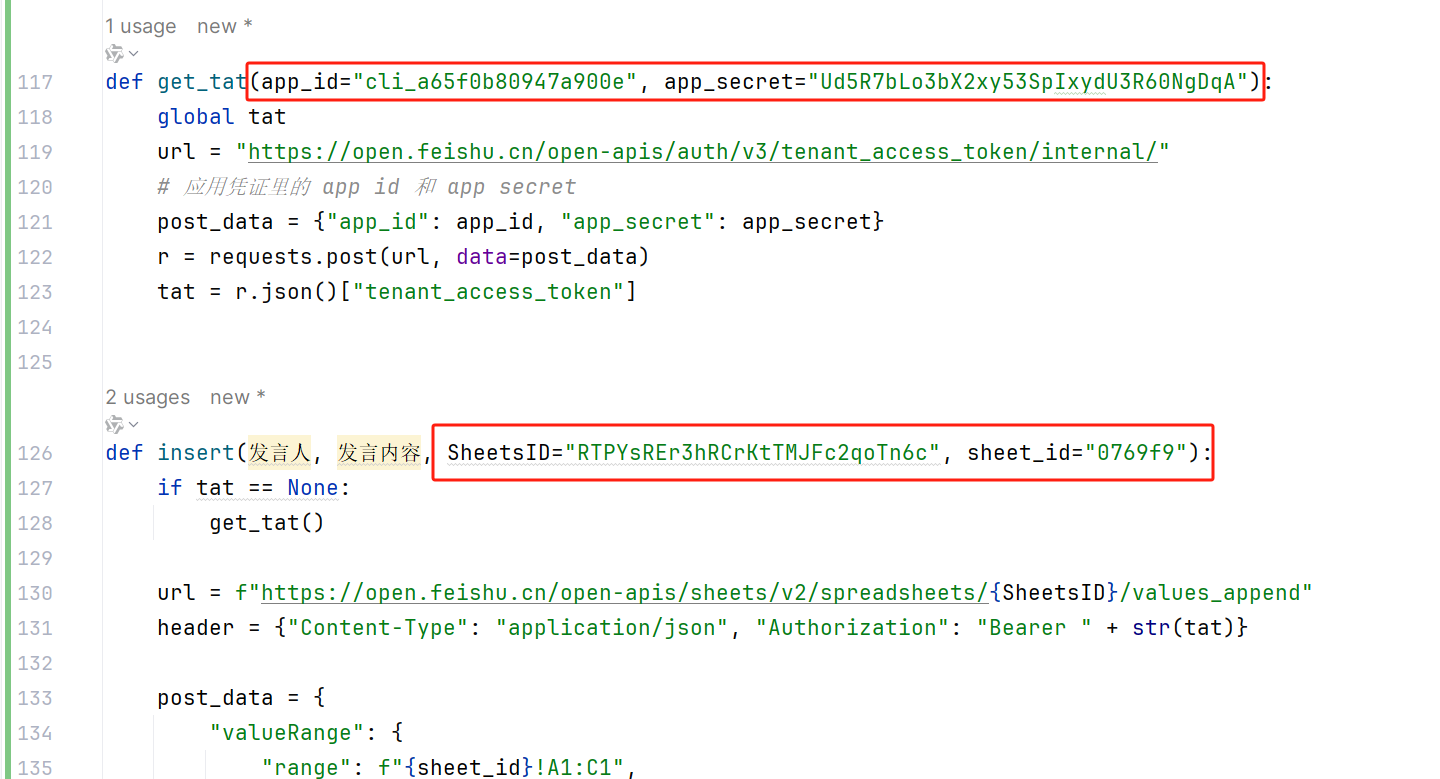 1 usage new *
117 def get_tat(app_id="cli_a65f0b80947a900e", app_secret="Ud5R7bLo3bX2xy53SpIxydU3R60NgDqA"):
118 global tat
119 url = "https://open.feishu.cn/open-apis/auth/v3/tenant_access_token/internal/"
120 # 应用凭证里的 app id 和 app secret
121 post_data = {"app_id": app_id, "app_secret": app_secret}
122 r = requests.post(url, data=post_data)
123 tat = r.json()["tenant_access_token"]
124
125
2 usages new *
126 def insert(发言人, 发言内容, SheetsID="RTPYsREr3hRCrKtTMJFc2qoTn6c", sheet_id="0769f9"):
127 if tat == None:
128 get_tat()
129
130 url = f"https://open.feishu.cn/open-apis/sheets/v2/spreadsheets/{SheetsID}/values_append"
131 header = {"Content-Type": "application/json", "Authorization": "Bearer " + str(tat)}
132
133 post_data = {
134 "valueRange": {
135 "range": f"{sheet_id}!A1:C1",